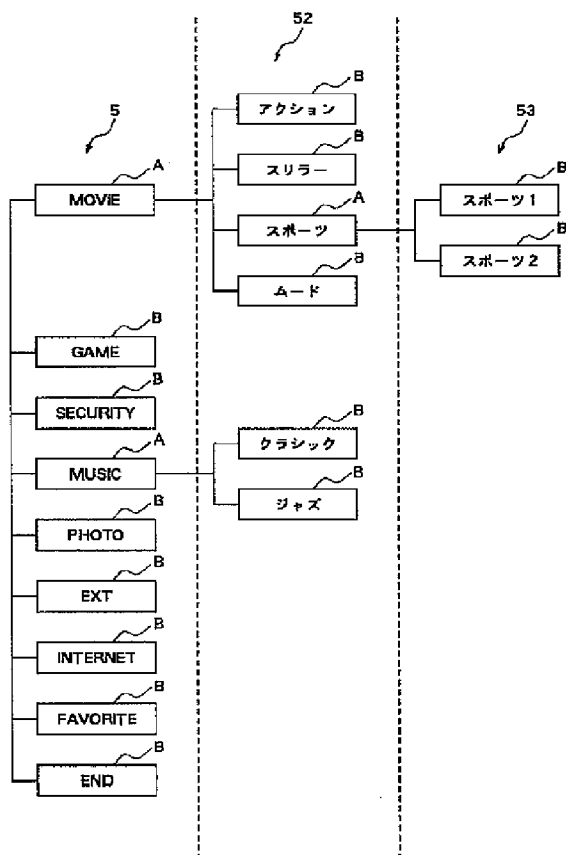 52
B
アクション
5
53
B
A
B
スリラー
MOVIE
A
スポーツ
スポーツ1
B
B
ムード
スポーツ2
B
GAME
B
SECURITY
B
A
クラシック
MUSIC
B
B
ジャズ
PHOTO
B
EXT
B
INTERNET
B
FAVORITE
B
END